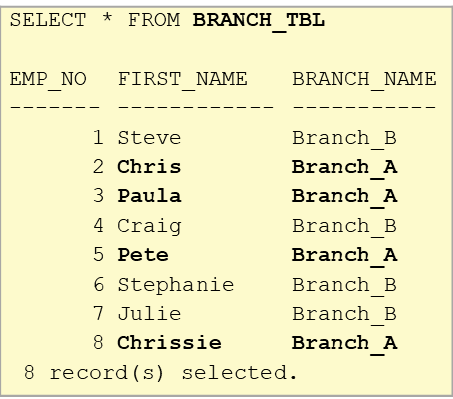 SELECT * FROM BRANCH_TBL
EMP_NO FIRST_NAME BRANCH_NAME
------- ------------ -----------
1 Steve Branch_B
2 Chris Branch_A
3 Paula Branch_A
4 Craig Branch_B
5 Pete Branch_A
6 Stephanie Branch_B
7 Julie Branch_B
8 Chrissie Branch_A
8 record(s) selected.